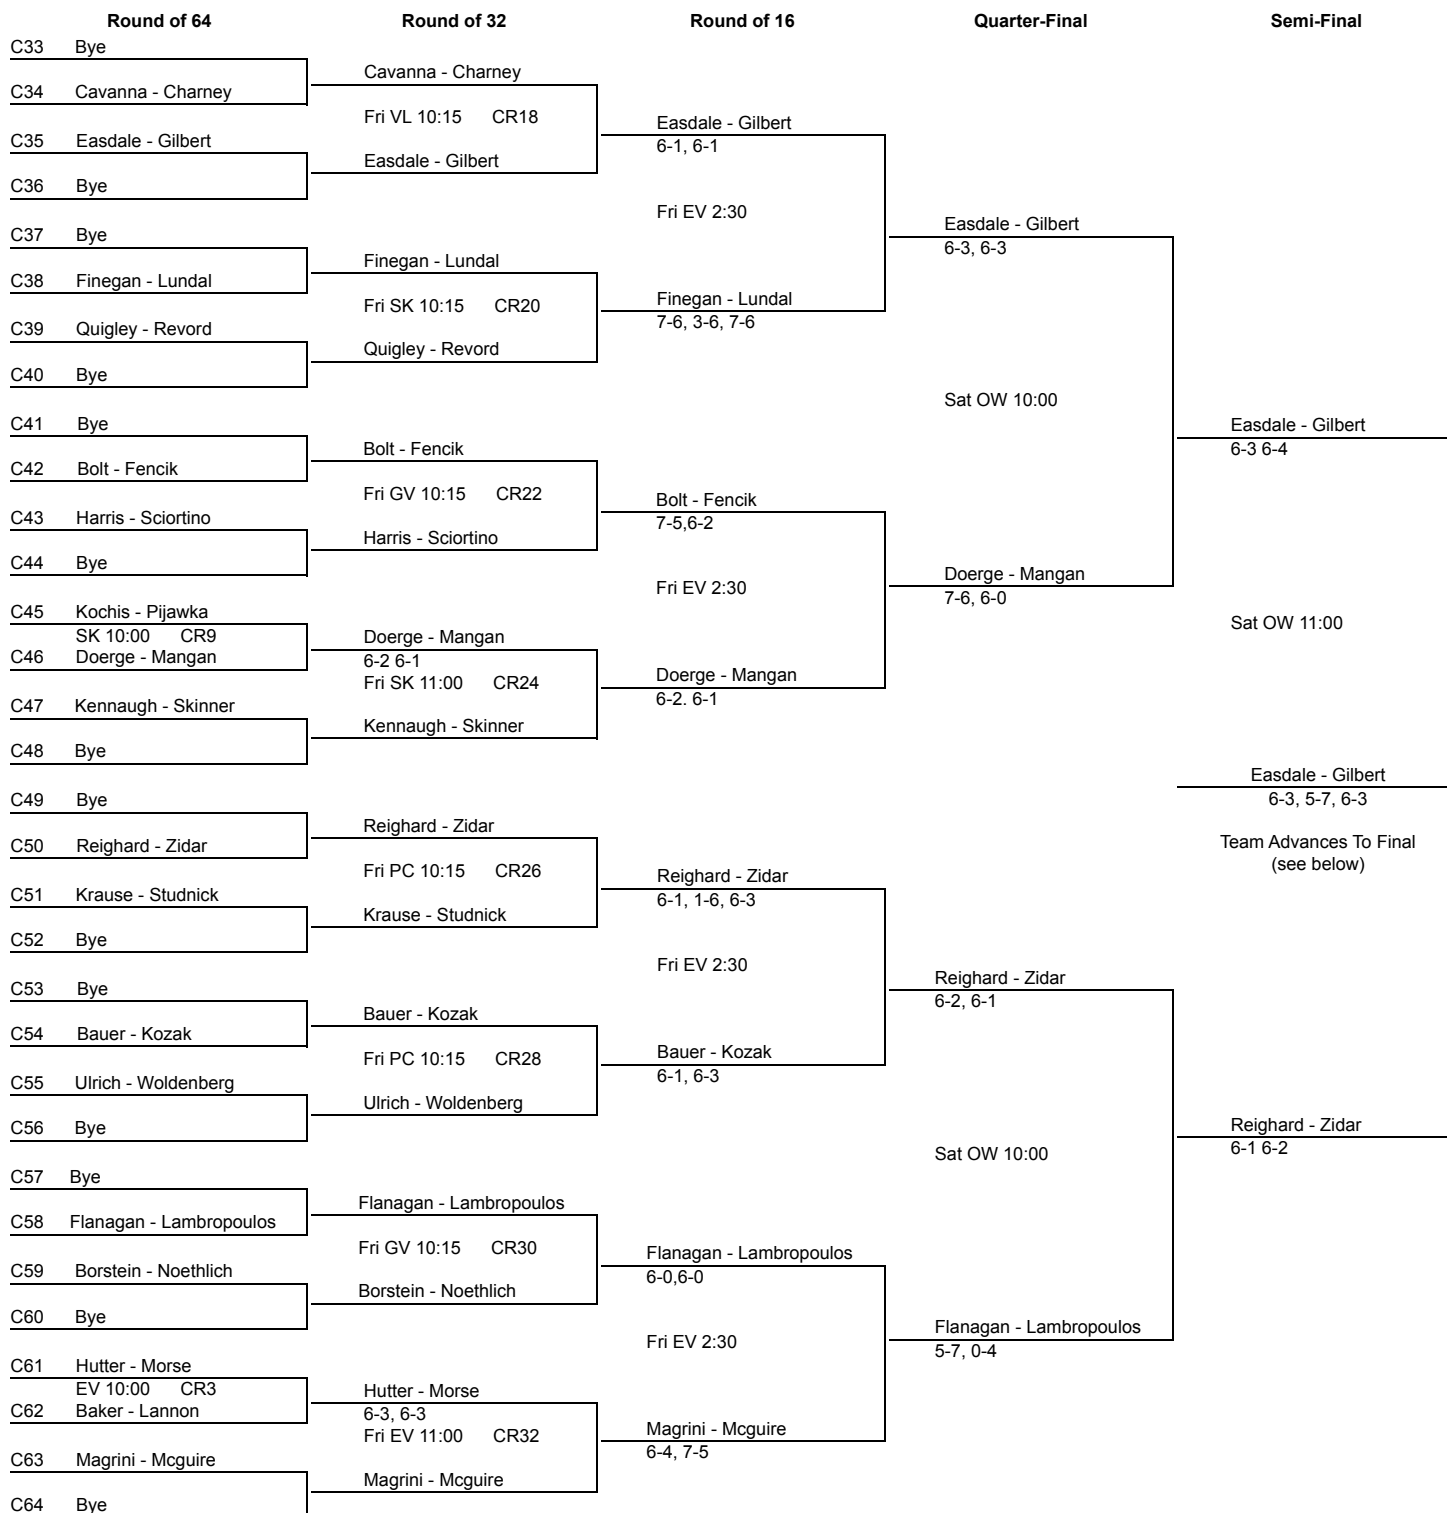 Round of 64 Round of 32 Round of 16 Quarter-Final Semi-Final
C33 Bye
Cavanna - Charney
C34 Cavanna - Charney
Fri VL 10:15 CR18
Easdale - Gilbert
6-1, 6-1
C35 Easdale - Gilbert
Easdale - Gilbert
C36 Bye
Fri EV 2:30
Easdale - Gilbert
6-3, 6-3
C37 Bye
Finegan - Lundal
C38 Finegan - Lundal
Fri SK 10:15 CR20
Finegan - Lundal
7-6, 3-6, 7-6
C39 Quigley - Revord
Quigley - Revord
C40 Bye
Sat OW 10:00
Easdale - Gilbert
6-3 6-4
C41 Bye
Bolt - Fencik
C42 Bolt - Fencik
Fri GV 10:15 CR22
Bolt - Fencik
7-5,6-2
C43 Harris - Sciortino
Harris - Sciortino
C44 Bye
Fri EV 2:30
Doerge - Mangan
7-6, 6-0
C45 Kochis - Pijawka
SK 10:00 CR9
Doerge - Mangan
6-2 6-1
C46 Doerge - Mangan
Fri SK 11:00 CR24
Doerge - Mangan
6-2. 6-1
Sat OW 11:00
C47 Kennaugh - Skinner
Kennaugh - Skinner
C48 Bye
Easdale - Gilbert
6-3, 5-7, 6-3
Team Advances To Final
(see below)
C49 Bye
Reighard - Zidar
C50 Reighard - Zidar
Fri PC 10:15 CR26
Reighard - Zidar
6-1, 1-6, 6-3
C51 Krause - Studnick
Krause - Studnick
C52 Bye
Fri EV 2:30
Reighard - Zidar
6-2, 6-1
C53 Bye
Bauer - Kozak
C54 Bauer - Kozak
Fri PC 10:15 CR28
Bauer - Kozak
6-1, 6-3
C55 Ulrich - Woldenberg
Ulrich - Woldenberg
C56 Bye
Sat OW 10:00
Reighard - Zidar
6-1 6-2
C57 Bye
Flanagan - Lambropoulos
C58 Flanagan - Lambropoulos
Fri GV 10:15 CR30
Flanagan - Lambropoulos
6-0,6-0
C59 Borstein - Noethlich
Borstein - Noethlich
C60 Bye
Fri EV 2:30
Flanagan - Lambropoulos
5-7, 0-4
C61 Hutter - Morse
EV 10:00 CR3
Hutter - Morse
6-3, 6-3
C62 Baker - Lannon
Fri EV 11:00 CR32
Magrini - Mcguire
6-4, 7-5
C63 Magrini - Mcguire
Magrini - Mcguire
C64 Bye